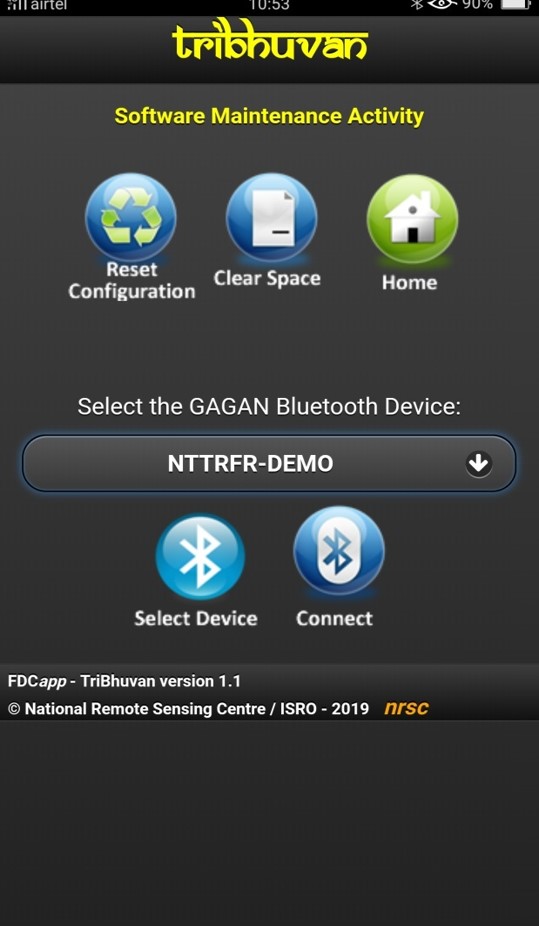 airtel 10:53 90%
tribhuvan
Software Maintenance Activity
Reset
Configuration
Clear Space
Home
Select the GAGAN Bluetooth Device:
NTTRFR-DEMO
Select Device
Connect
FDCapp - TriBhuvan version 1.1
© National Remote Sensing Centre / ISRO - 2019 nrsc